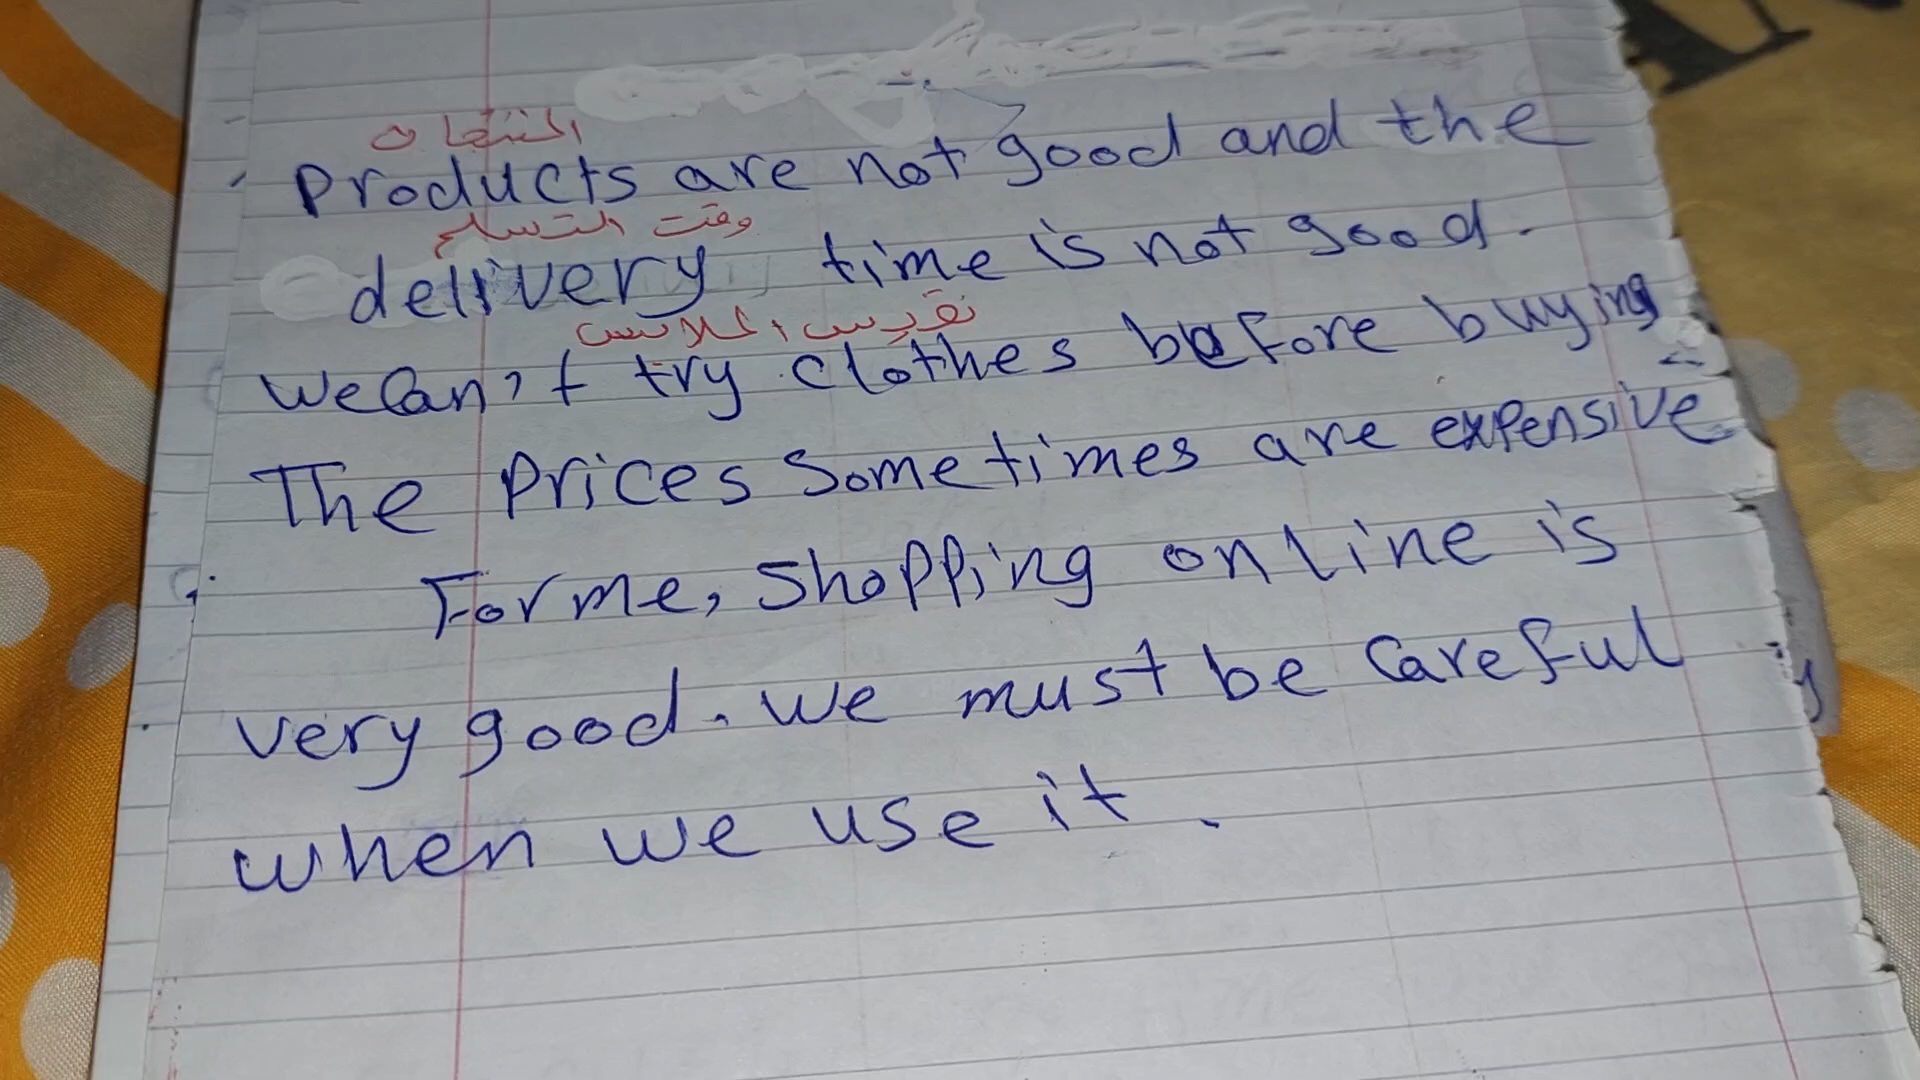 المنتجات
Products are not good and the
وقت التسليم
delivery time is not good.
نقيس الملابس
we can't try clothes before buying
The Prices Sometimes are expensive
For me, Shopping online is
very good. we must be Careful
when we use it.